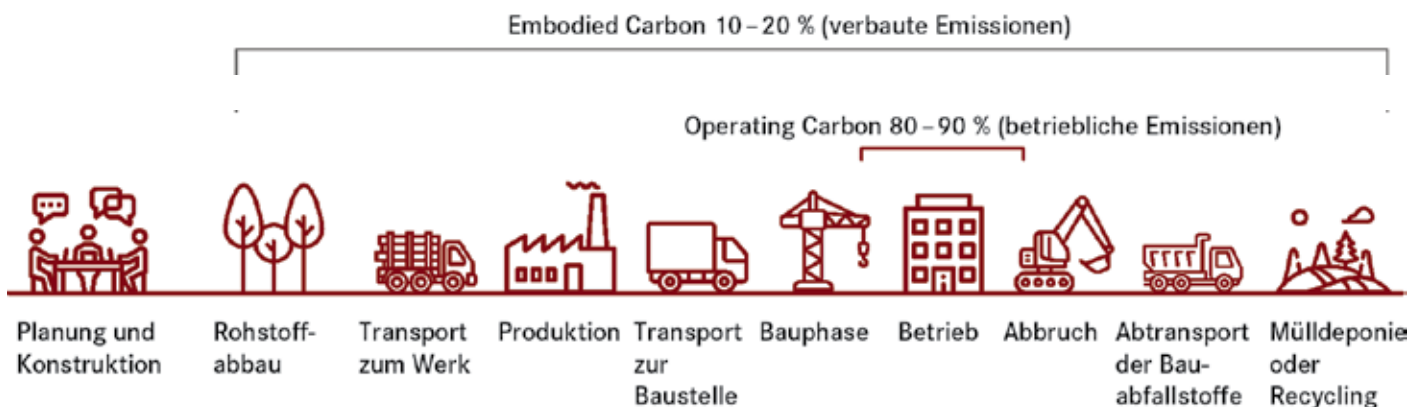 Embodied Carbon 10–20 % (verbaute Emissionen)
Operating Carbon 80–90 % (betriebliche Emissionen)
Planung und
Konstruktion
Rohstoff-
abbau
Transport
zum Werk
Produktion
Transport
zur
Baustelle
Bauphase
Betrieb
Abbruch
Abtransport
der Bau-
abfallstoffe
Mülldeponie
oder
Recycling